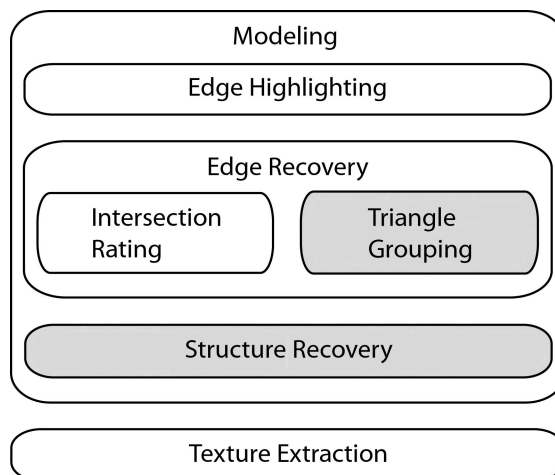 Modeling
Edge Highlighting
Edge Recovery
Intersection
Rating
Triangle
Grouping
Structure Recovery
Texture Extraction